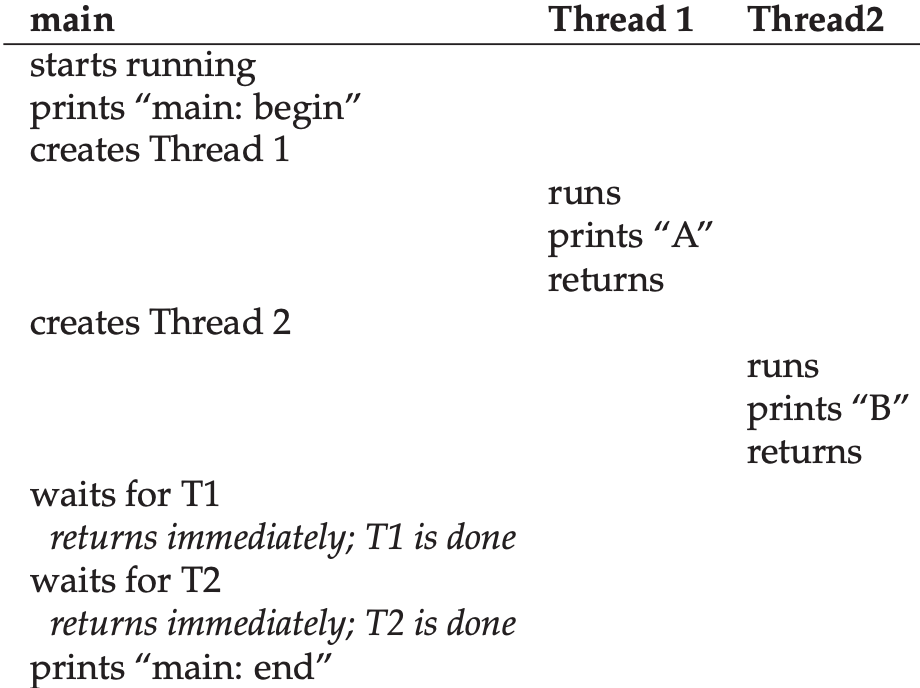 main Thread 1 Thread2
starts running
prints “main: begin”
creates Thread 1
runs
prints “A”
returns
creates Thread 2
runs
prints “B”
returns
waits for T1
returns immediately; T1 is done
waits for T2
returns immediately; T2 is done
prints “main: end”